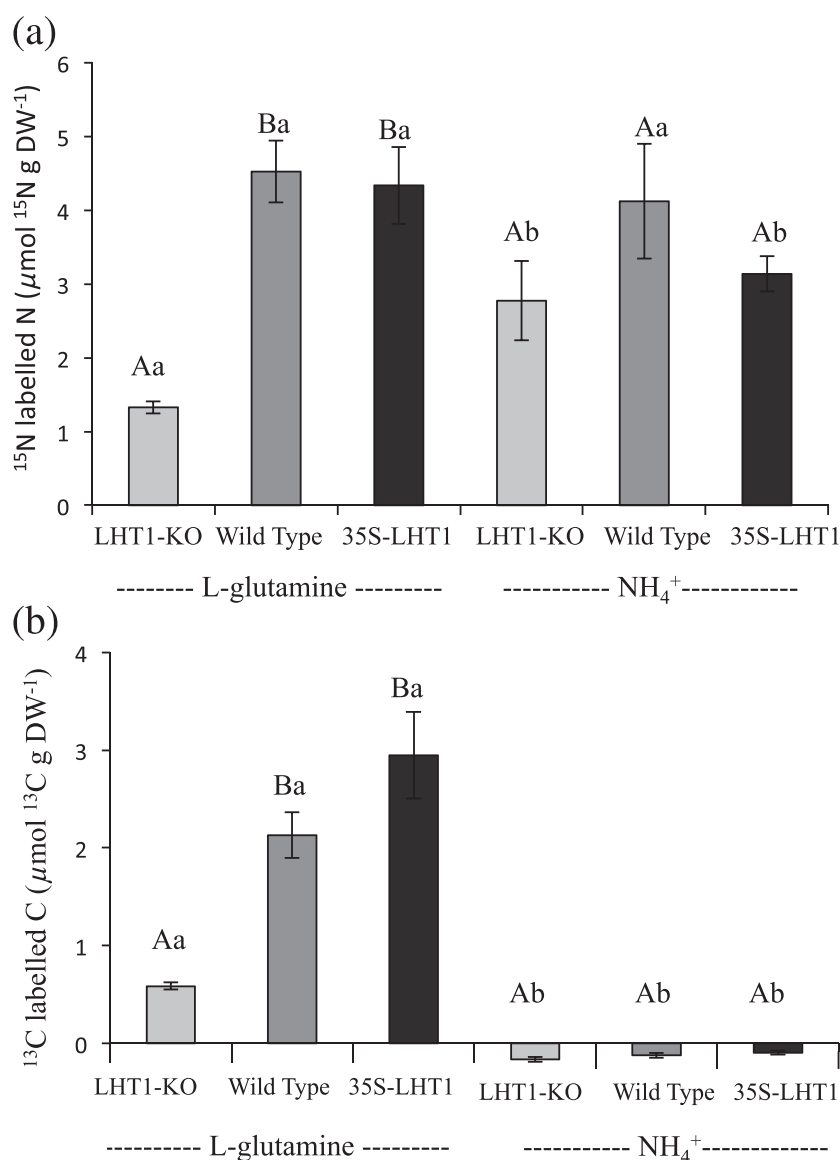 (a)
¹⁵N labelled N (μmol ¹⁵N g DW⁻¹)
6
5
4
3
2
1
0
Aa
Ba
Ba
Ab
Aa
Ab
LHT1-KO Wild Type 35S-LHT1 LHT1-KO Wild Type 35S-LHT1
-------- L-glutamine -------- -------- NH₄⁺ --------
(b)
¹³C labelled C (μmol ¹³C g DW⁻¹)
4
3
2
1
0
Aa
Ba
Ba
Ab
Ab
Ab
LHT1-KO Wild Type 35S-LHT1 LHT1-KO Wild Type 35S-LHT1
-------- L-glutamine -------- -------- NH₄⁺ --------